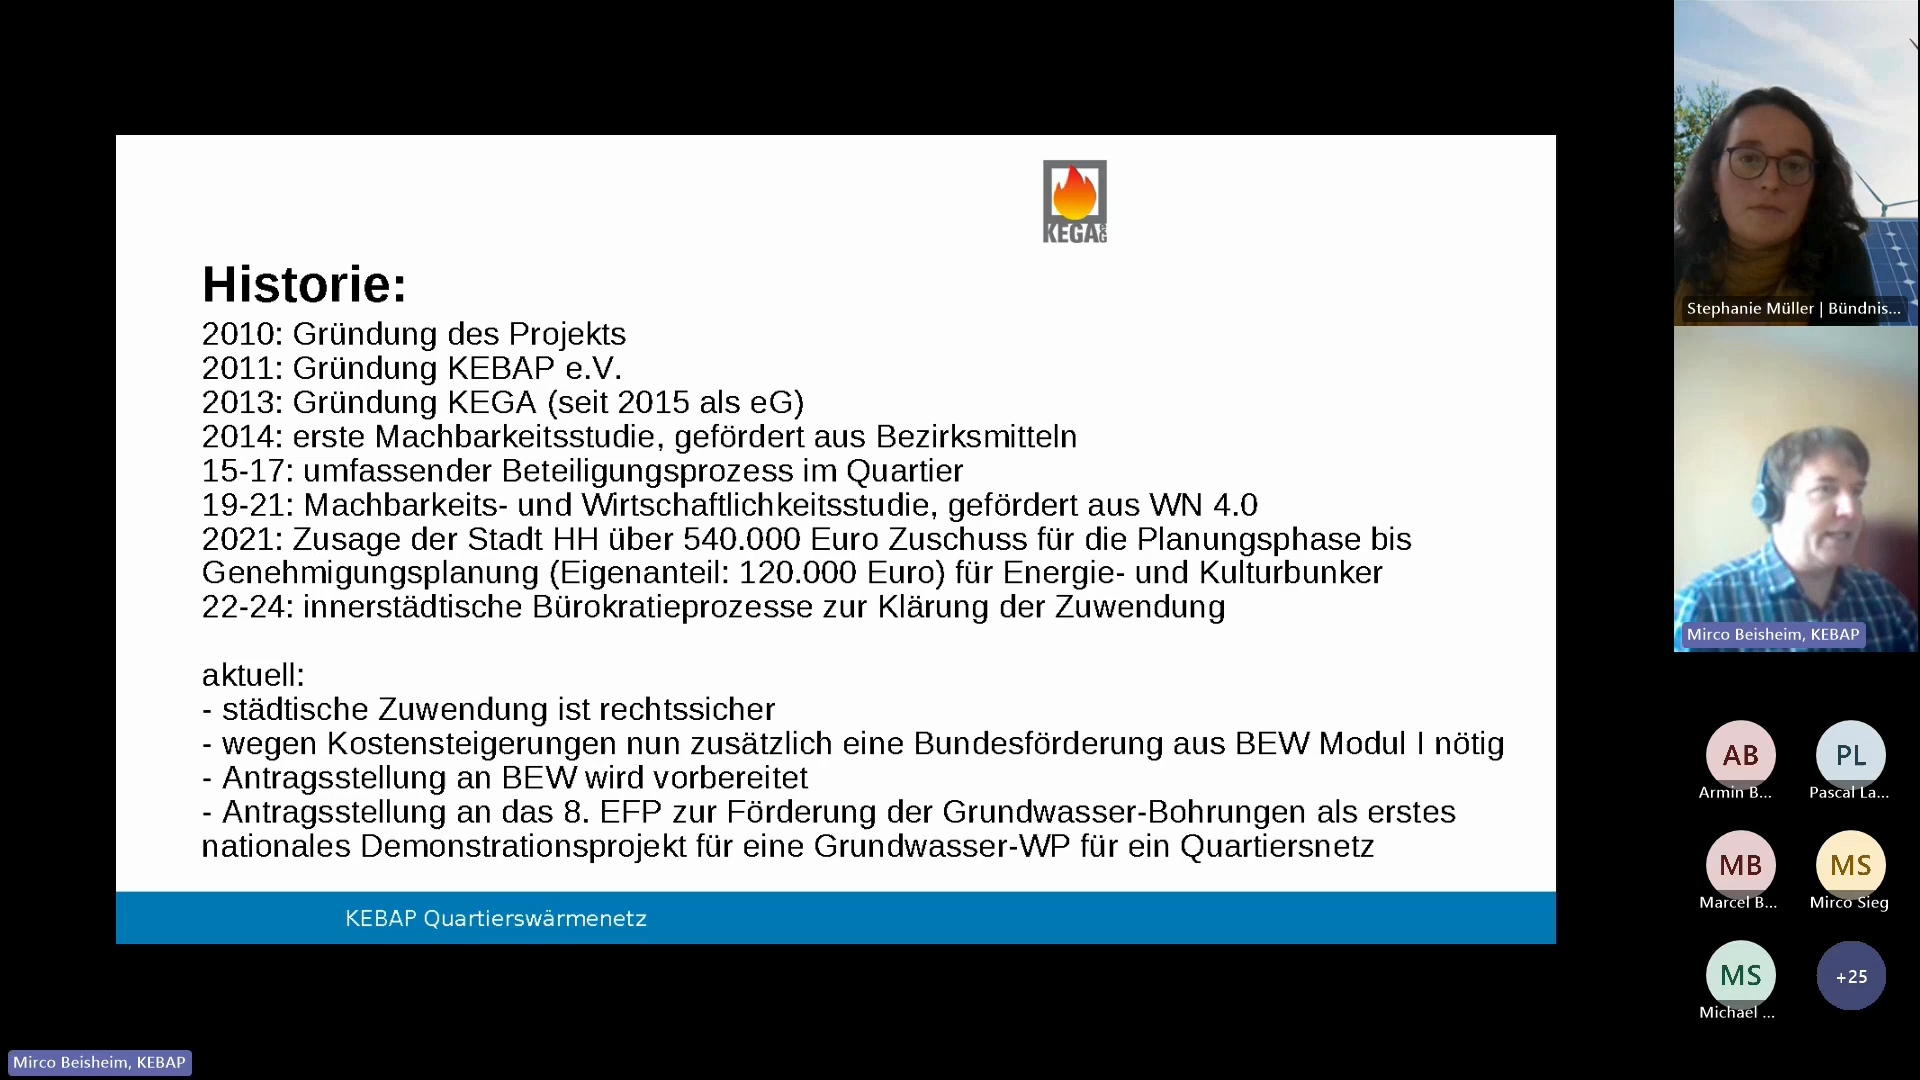 KEGA eG
Historie:
2010: Gründung des Projekts
2011: Gründung KEBAP e.V.
2013: Gründung KEGA (seit 2015 als eG)
2014: erste Machbarkeitsstudie, gefördert aus Bezirksmitteln
15-17: umfassender Beteiligungsprozess im Quartier
19-21: Machbarkeits- und Wirtschaftlichkeitsstudie, gefördert aus WN 4.0
2021: Zusage der Stadt HH über 540.000 Euro Zuschuss für die Planungsphase bis
Genehmigungsplanung (Eigenanteil: 120.000 Euro) für Energie- und Kulturbunker
22-24: innerstädtische Bürokratieprozesse zur Klärung der Zuwendung
aktuell:
- städtische Zuwendung ist rechtssicher
- wegen Kostensteigerungen nun zusätzlich eine Bundesförderung aus BEW Modul I nötig
- Antragsstellung an BEW wird vorbereitet
- Antragsstellung an das 8. EFP zur Förderung der Grundwasser-Bohrungen als erstes
nationales Demonstrationsprojekt für eine Grundwasser-WP für ein Quartiersnetz
KEBAP Quartierswärmenetz
Stephanie Müller | Bündnis...
Mirco Beisheim, KEBAP
AB PL
Armin B... Pascal La...
MB MS
Marcel B... Mirco Sieg
MS +25
Michael ...
Mirco Beisheim, KEBAP